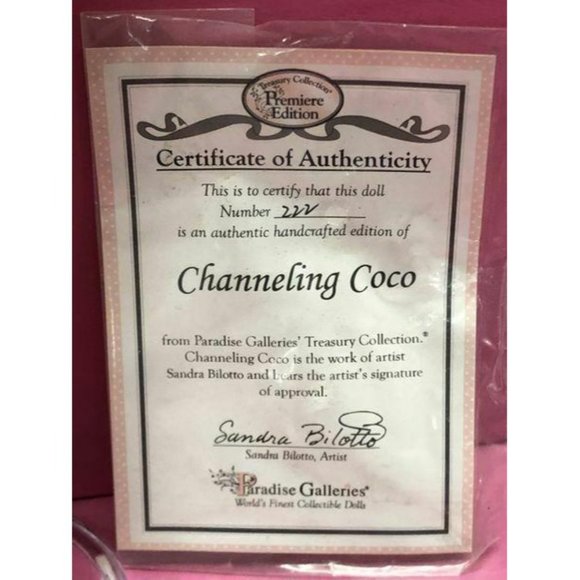 Treasury Collection®
Premiere
Edition
Certificate of Authenticity
This is to certify that this doll
Number 222
is an authentic handcrafted edition of
Channeling Coco
from Paradise Galleries' Treasury Collection.®
Channeling Coco is the work of artist
Sandra Bilotto and bears the artist's signature
of approval.
Sandra Bilotto
Sandra Bilotto, Artist
Paradise Galleries®
World's Finest Collectible Dolls